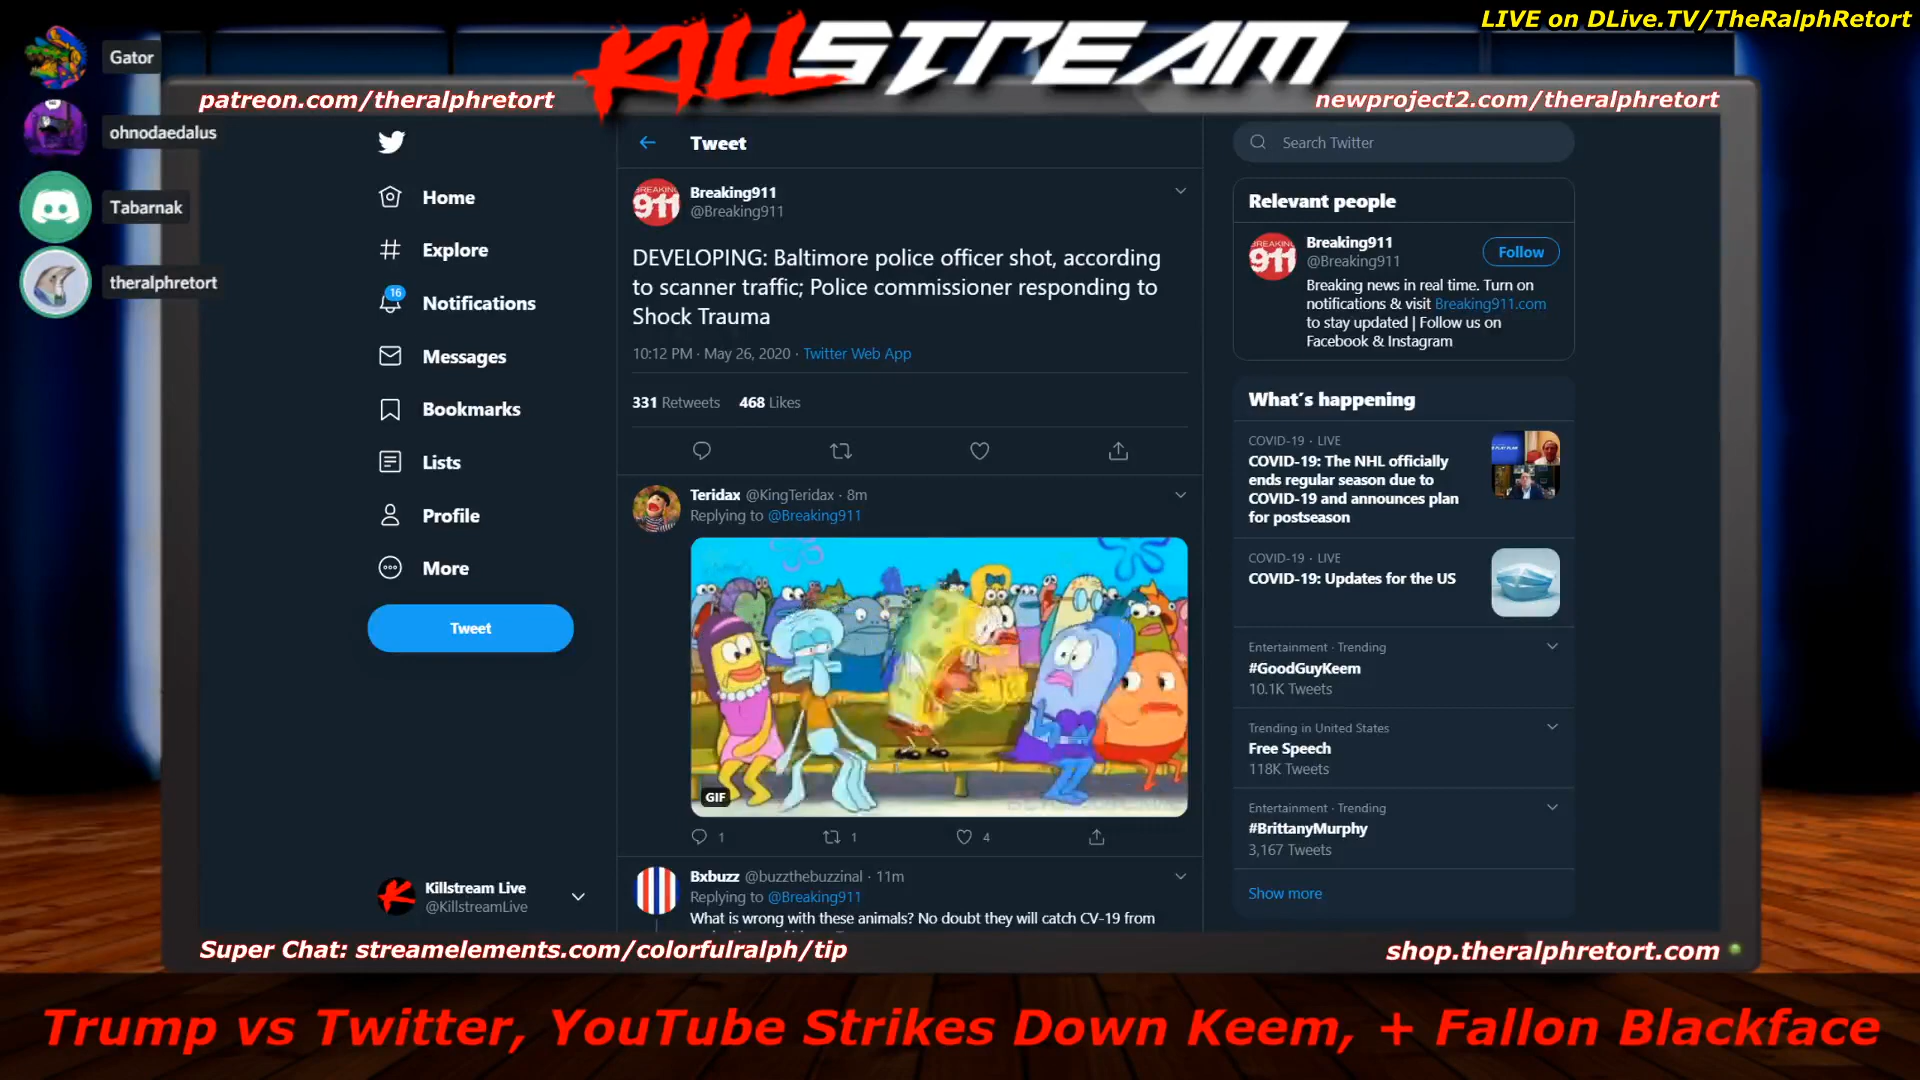 LIVE on DLive.TV/TheRalphRetort
KILLSTREAM
patreon.com/theralphretort
newproject2.com/theralphretort
Gator
ohnodaedalus
Tabarnak
theralphretort
Home
Explore
16
Notifications
Messages
Bookmarks
Lists
Profile
More
Tweet
Killstream Live
@KillstreamLive
Tweet
BREAKING
911
Breaking911
@Breaking911
DEVELOPING: Baltimore police officer shot, according
to scanner traffic; Police commissioner responding to
Shock Trauma
10:12 PM · May 26, 2020 · Twitter Web App
331 Retweets 468 Likes
Teridax @KingTeridax · 8m
Replying to @Breaking911
GIF
1 1 4
Bxbuzz @buzzthebuzzinal · 11m
Replying to @Breaking911
What is wrong with these animals? No doubt they will catch CV-19 from
Search Twitter
Relevant people
BREAKING
911
Breaking911
@Breaking911
Follow
Breaking news in real time. Turn on
notifications & visit Breaking911.com
to stay updated | Follow us on
Facebook & Instagram
What's happening
COVID-19 · LIVE
COVID-19: The NHL officially
ends regular season due to
COVID-19 and announces plan
for postseason
COVID-19 · LIVE
COVID-19: Updates for the US
Entertainment · Trending
#GoodGuyKeem
10.1K Tweets
Trending in United States
Free Speech
118K Tweets
Entertainment · Trending
#BrittanyMurphy
3,167 Tweets
Show more
Super Chat: streamelements.com/colorfulralph/tip
shop.theralphretort.com
Trump vs Twitter, YouTube Strikes Down Keem, + Fallon Blackface